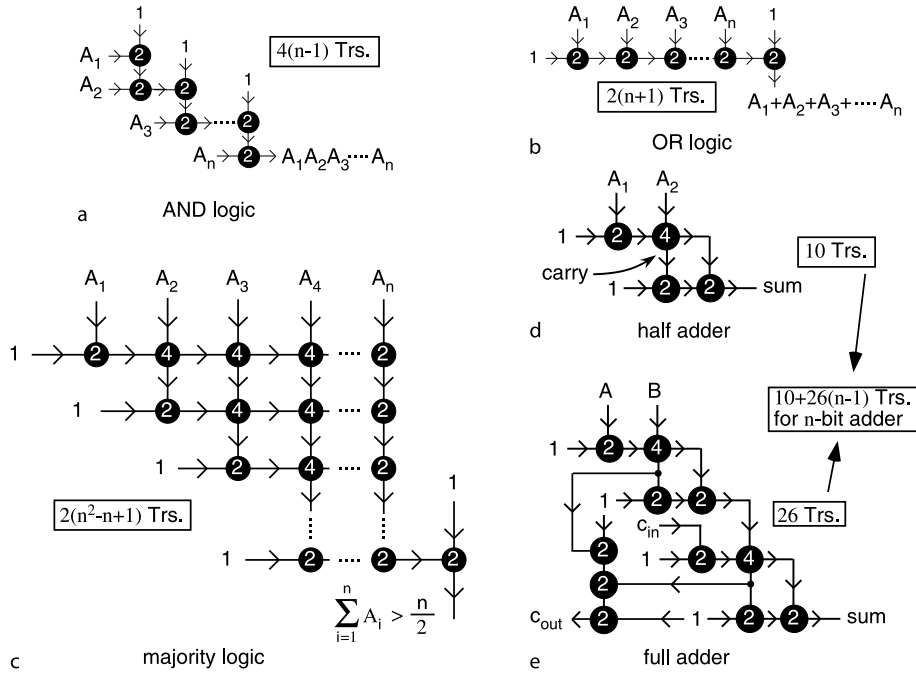 1
A₁ 2 1 4(n-1) Trs.
A₂ 2 2 1
A₃ 2 ····· 2
Aₙ 2 A₁A₂A₃····Aₙ
a AND logic
A₁ A₂ A₃ Aₙ 1
1 2 2 2 ····· 2 2
2(n+1) Trs.
A₁+A₂+A₃+····Aₙ
b OR logic
A₁ A₂ A₃ A₄ Aₙ
1 2 4 4 4 ···· 2
1 2 4 4 ···· 2
1 2 4 ···· 2
1
2(n²-n+1) Trs.
1 2 ···· 2 2
n
∑ Aᵢ > n/2
i=1
c majority logic
A₁ A₂
1 2 4
carry
1 2 2 sum
d half adder
10 Trs.
10+26(n-1) Trs.
for n-bit adder
26 Trs.
A B
1 2 4
1 2 2
c_in
2 1 2 4
2
c_out 2 1 2 2 sum
e full adder